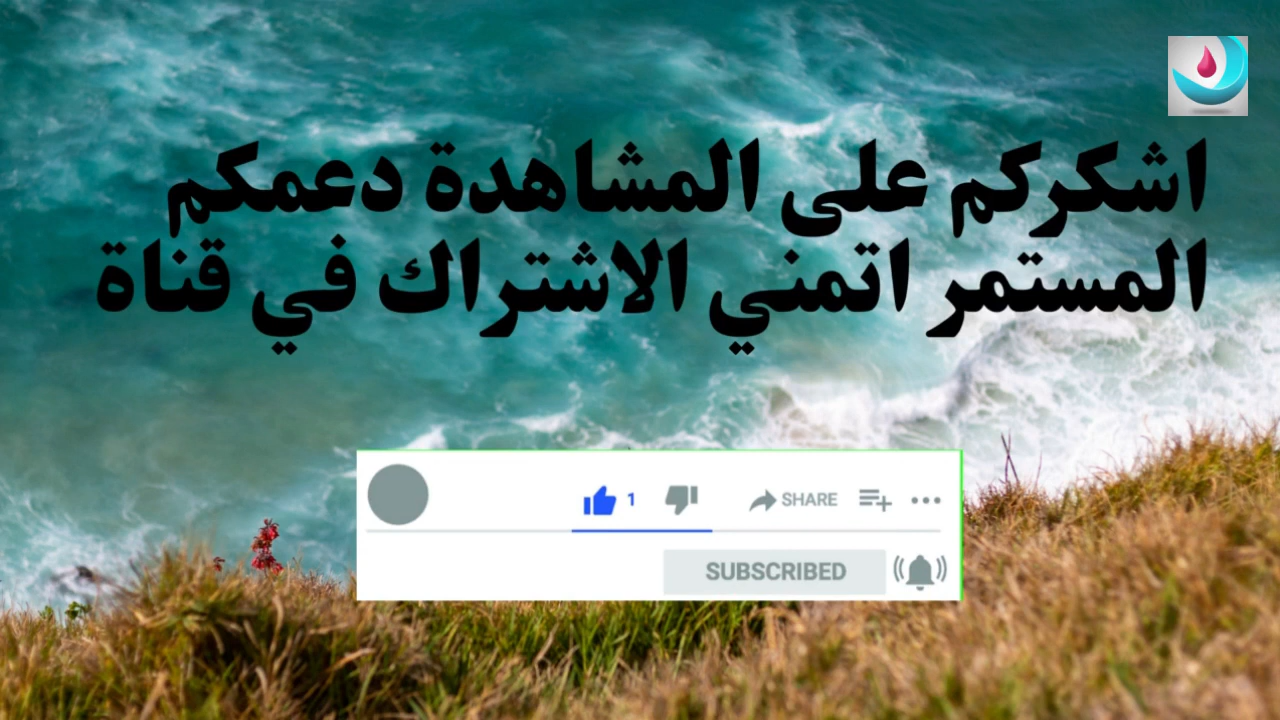 اشكركم على المشاهدة دعمكم
المستمر اتمني الاشتراك في قناة
1 SHARE
SUBSCRIBED